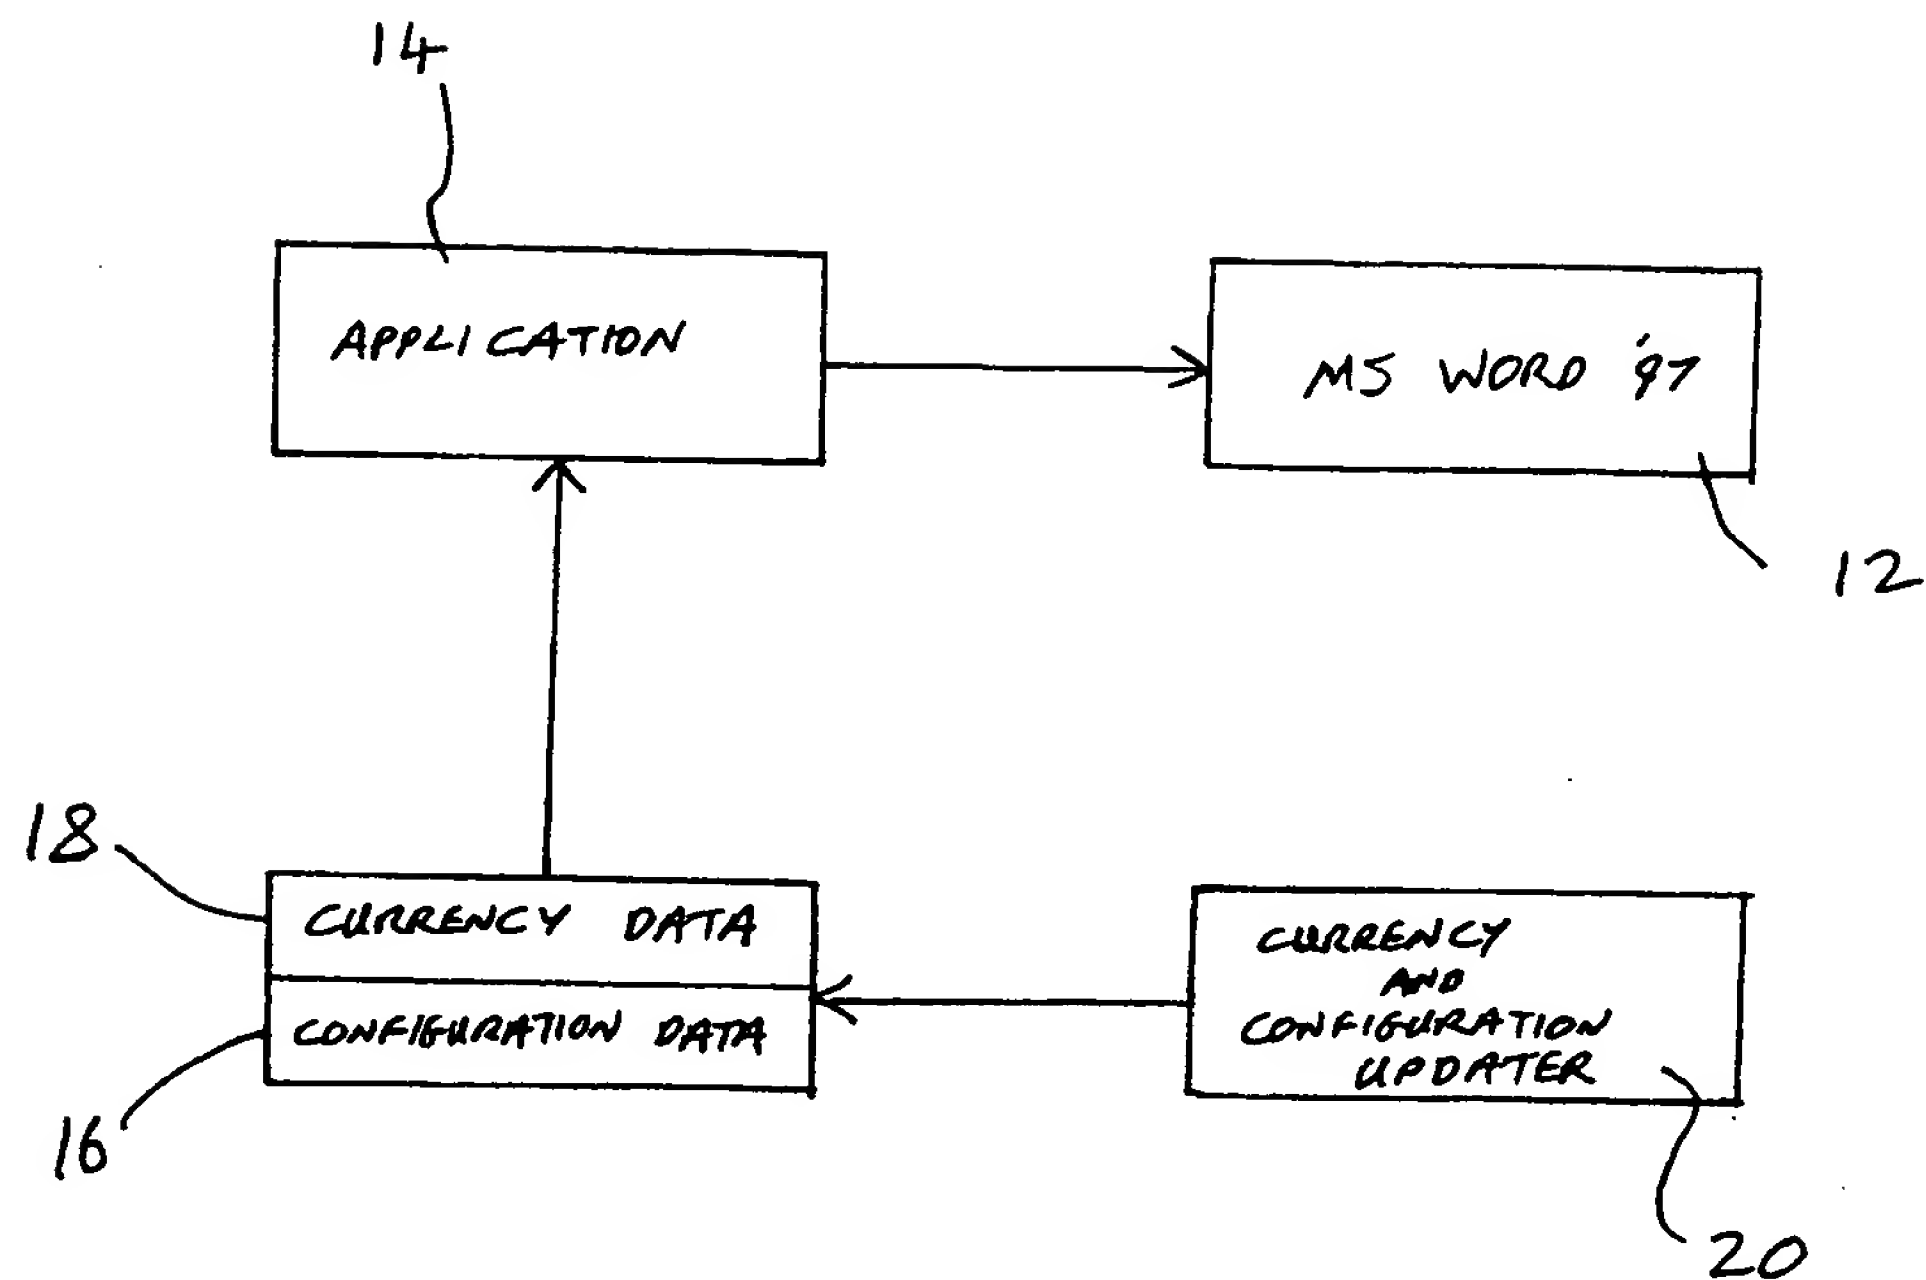 14
APPLICATION
MS WORD '97
12
18
CURRENCY DATA
CONFIGURATION DATA
16
CURRENCY
AND
CONFIGURATION
UPDATER
20